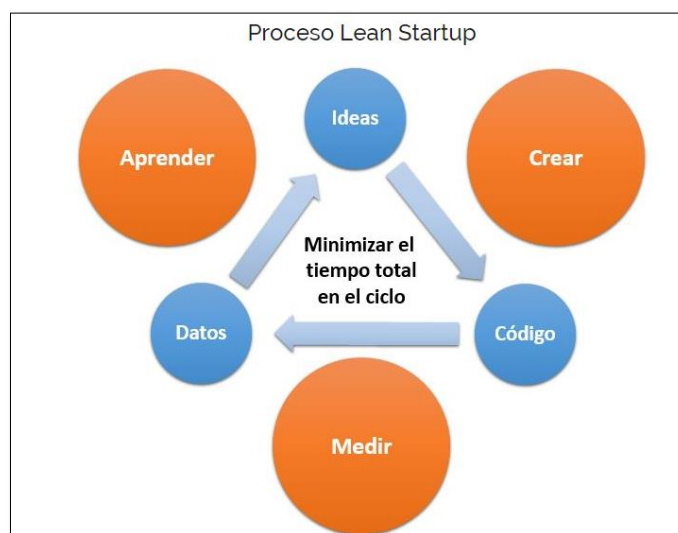 Proceso Lean Startup
Ideas
Aprender
Crear
Minimizar el
tiempo total
en el ciclo
Datos
Código
Medir